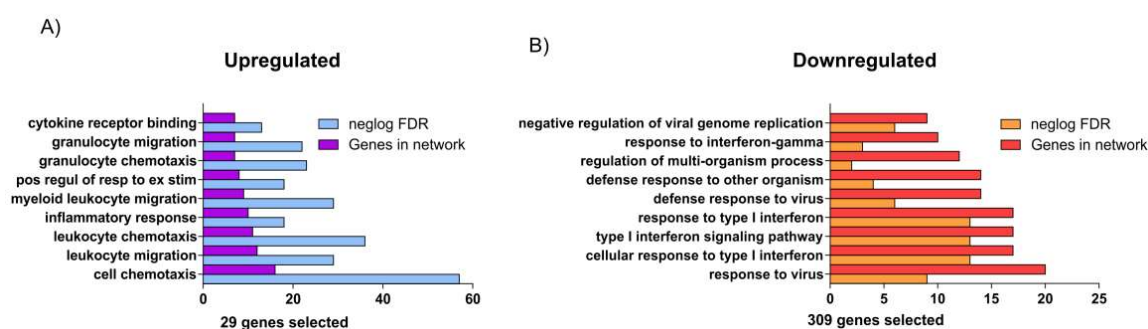 A)
Upregulated
cytokine receptor binding
granulocyte migration
granulocyte chemotaxis
pos regul of resp to ex stim
myeloid leukocyte migration
inflammatory response
leukocyte chemotaxis
leukocyte migration
cell chemotaxis
neglog FDR
Genes in network
0 20 40 60
29 genes selected
B)
Downregulated
negative regulation of viral genome replication
response to interferon-gamma
regulation of multi-organism process
defense response to other organism
defense response to virus
response to type I interferon
type I interferon signaling pathway
cellular response to type I interferon
response to virus
neglog FDR
Genes in network
0 5 10 15 20 25
309 genes selected